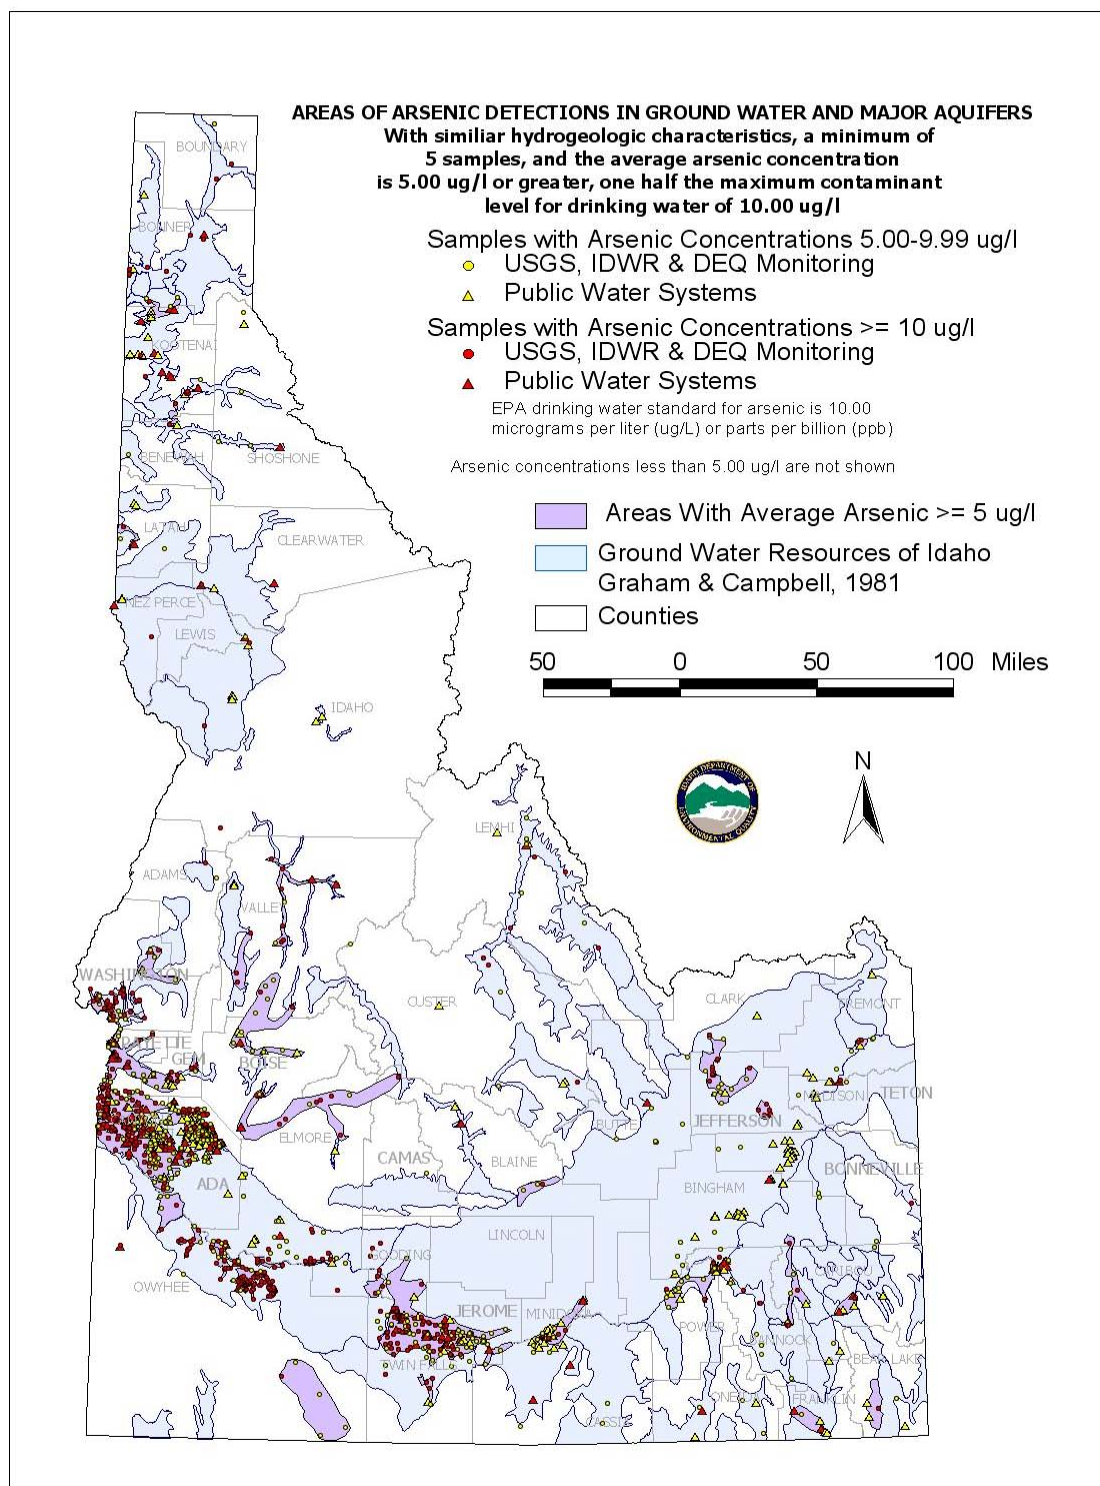 AREAS OF ARSENIC DETECTIONS IN GROUND WATER AND MAJOR AQUIFERS
With similiar hydrogeologic characteristics, a minimum of
5 samples, and the average arsenic concentration
is 5.00 ug/l or greater, one half the maximum contaminant
level for drinking water of 10.00 ug/l
Samples with Arsenic Concentrations 5.00-9.99 ug/l
USGS, IDWR & DEQ Monitoring
Public Water Systems
Samples with Arsenic Concentrations >= 10 ug/l
USGS, IDWR & DEQ Monitoring
Public Water Systems
EPA drinking water standard for arsenic is 10.00
micrograms per liter (ug/L) or parts per billion (ppb)
Arsenic concentrations less than 5.00 ug/l are not shown
Areas With Average Arsenic >= 5 ug/l
Ground Water Resources of Idaho
Graham & Campbell, 1981
Counties
50 0 50 100 Miles
N
IDAHO DEPARTMENT OF
ENVIRONMENTAL QUALITY
BOUNDARY
BONNER
KOOTENAI
BENEWAH
SHOSHONE
LATAH
CLEARWATER
NEZ PERCE
LEWIS
IDAHO
LEMHI
ADAMS
VALLEY
WASHINGTON
CUSTER
CLARK
FREMONT
PAYETTE
GEM
BOISE
MADISON
TETON
JEFFERSON
BUTTE
ELMORE
CAMAS
BLAINE
BONNEVILLE
ADA
BINGHAM
LINCOLN
GOODING
CARIBOU
OWYHEE
JEROME
MINIDOKA
POWER
BANNOCK
TWIN FALLS
BEAR LAKE
ONEIDA
FRANKLIN
CASSIA